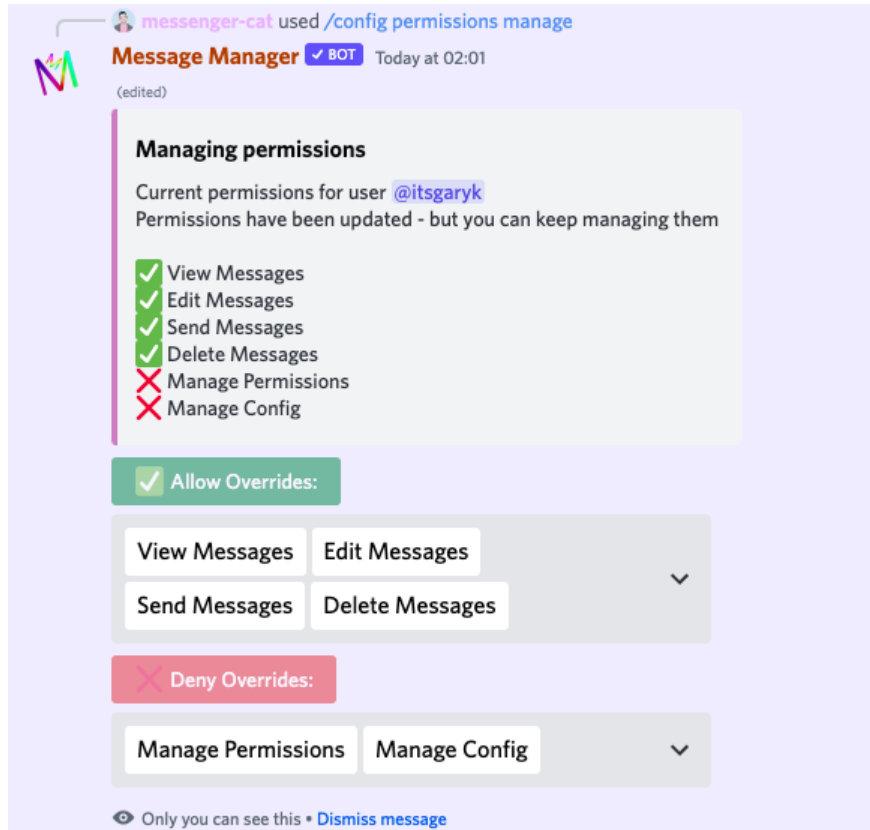 messenger-cat used /config permissions manage
Message Manager ✓ BOT Today at 02:01
(edited)
Managing permissions
Current permissions for user @itsgaryk
Permissions have been updated - but you can keep managing them
✅ View Messages
✅ Edit Messages
✅ Send Messages
✅ Delete Messages
❌ Manage Permissions
❌ Manage Config
✅ Allow Overrides:
View Messages Edit Messages
Send Messages Delete Messages
❌ Deny Overrides:
Manage Permissions Manage Config
Only you can see this • Dismiss message